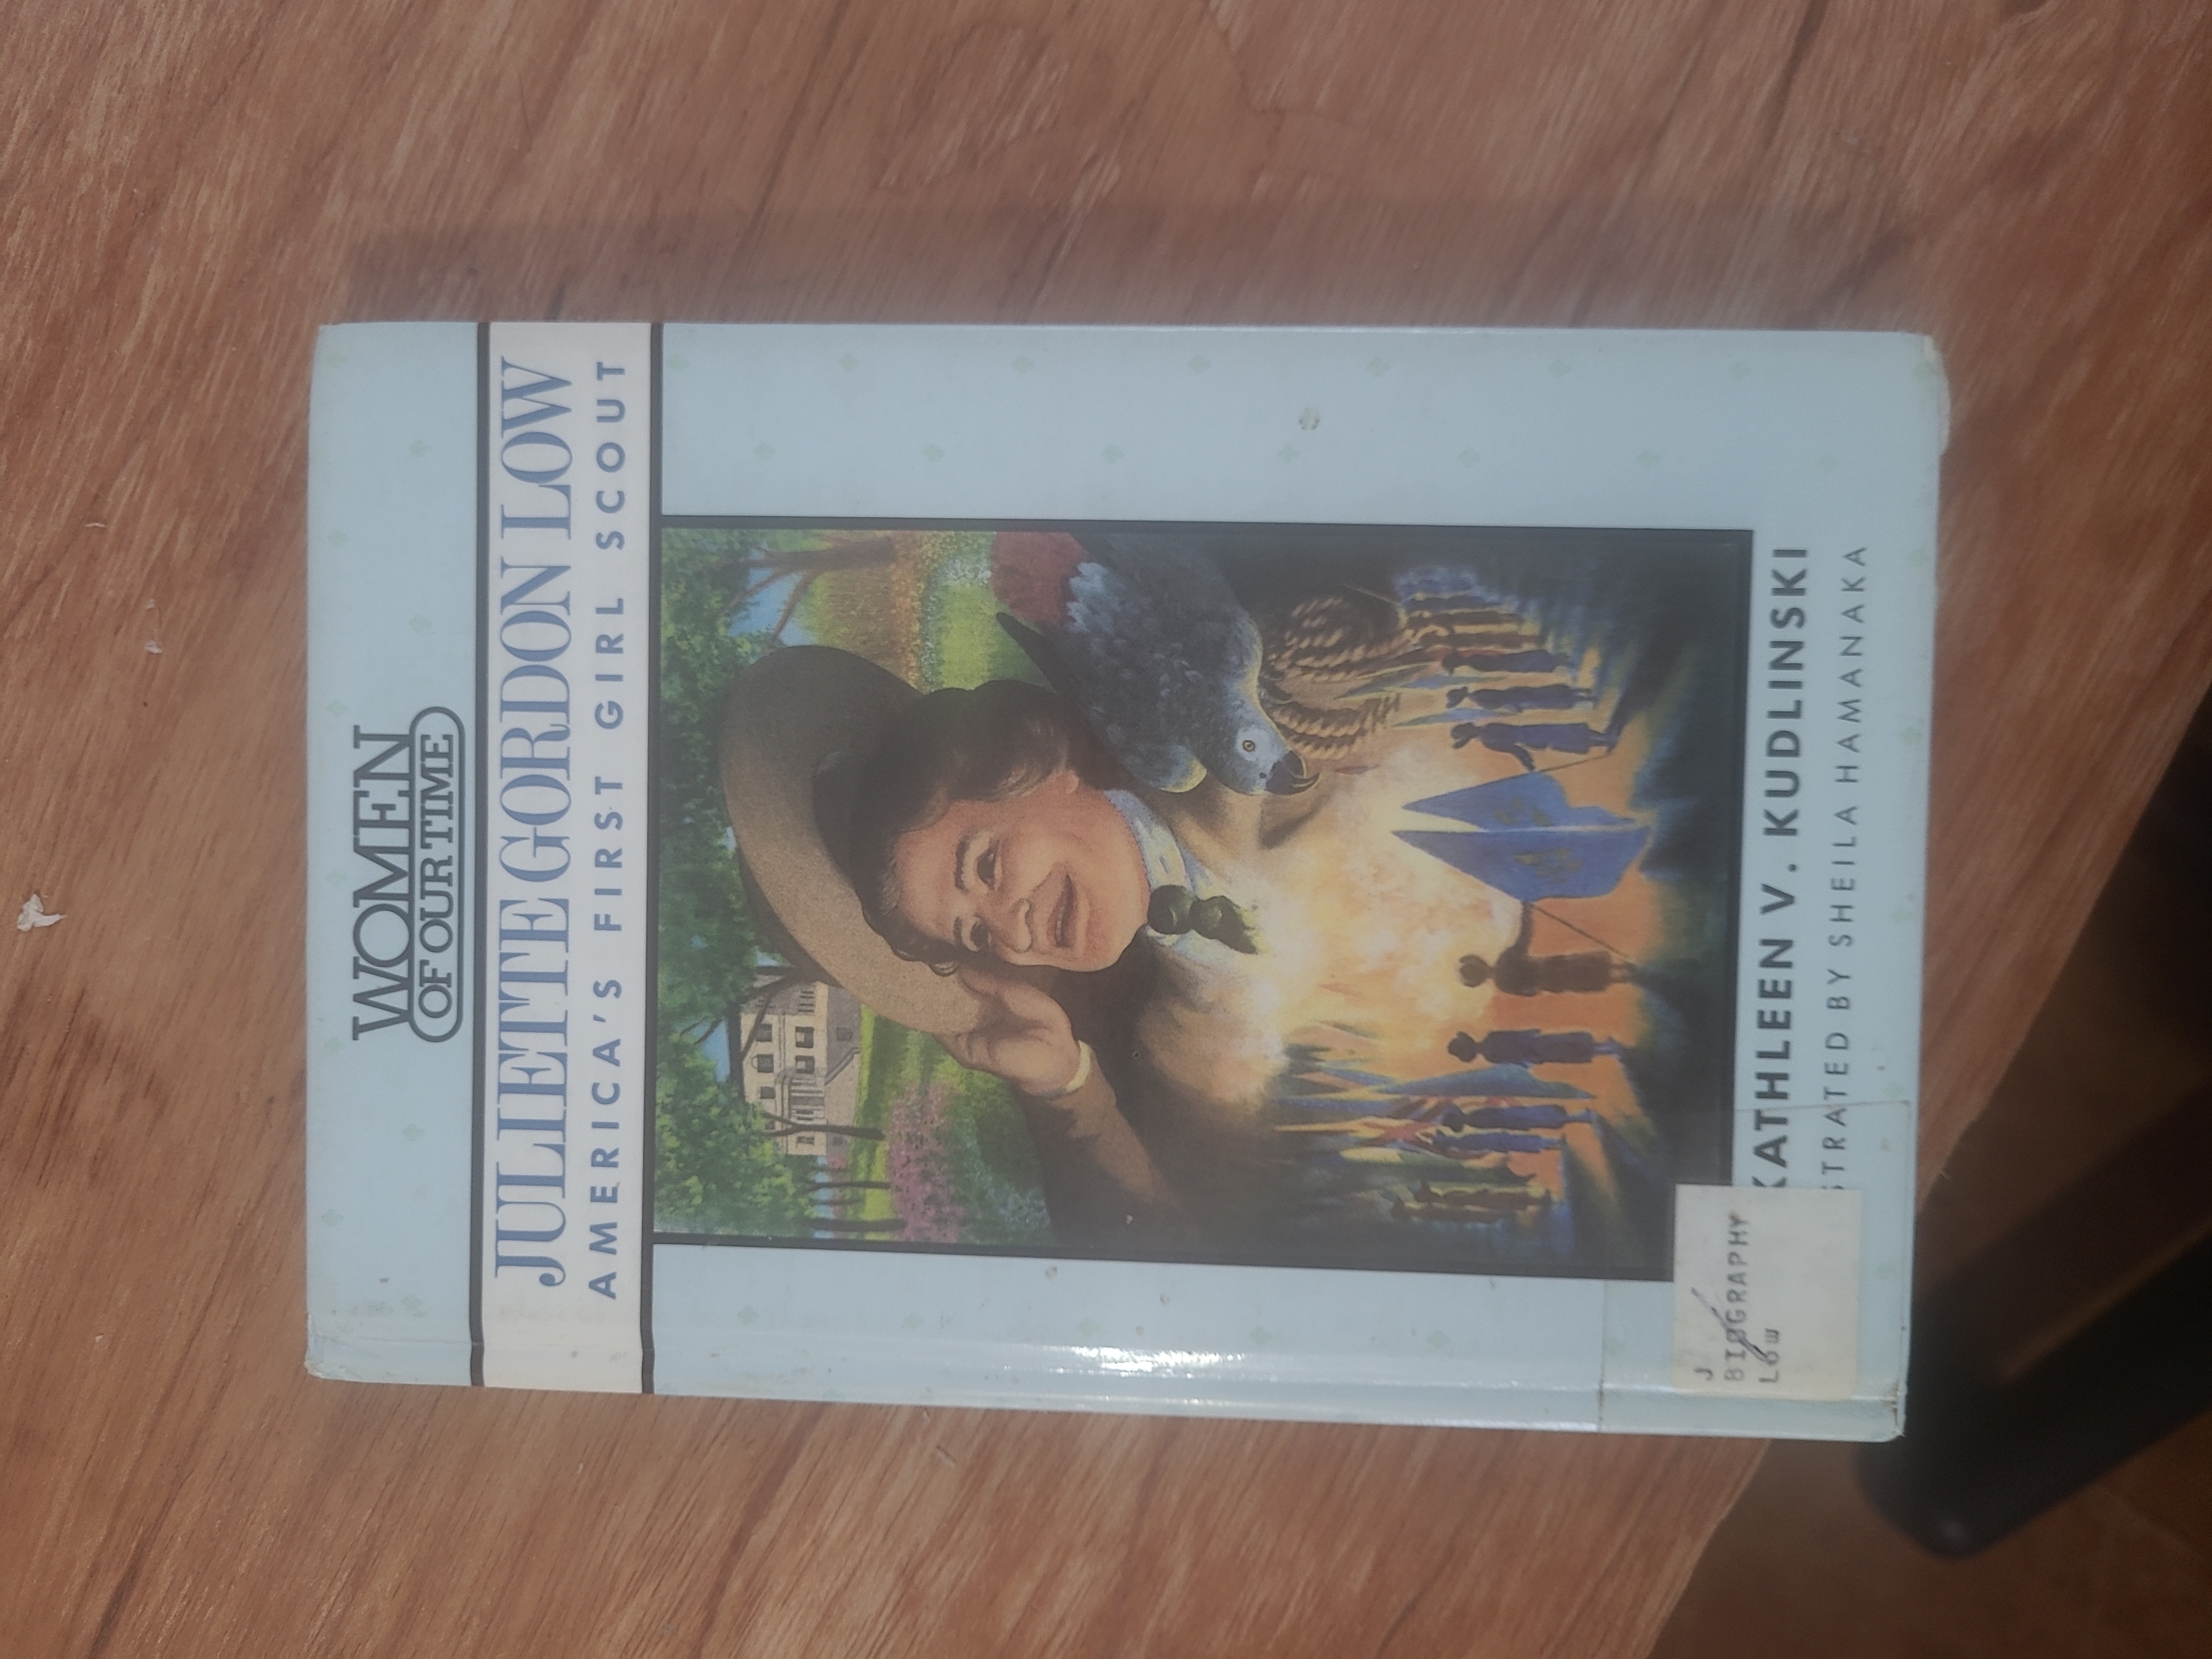 WOMEN
OF OUR TIME
JULIETTE GORDON LOW
AMERICA'S FIRST GIRL SCOUT
KATHLEEN V. KUDLINSKI
STRATED BY SHEILA HAMANAKA
J
BIOGRAPHY
LOW